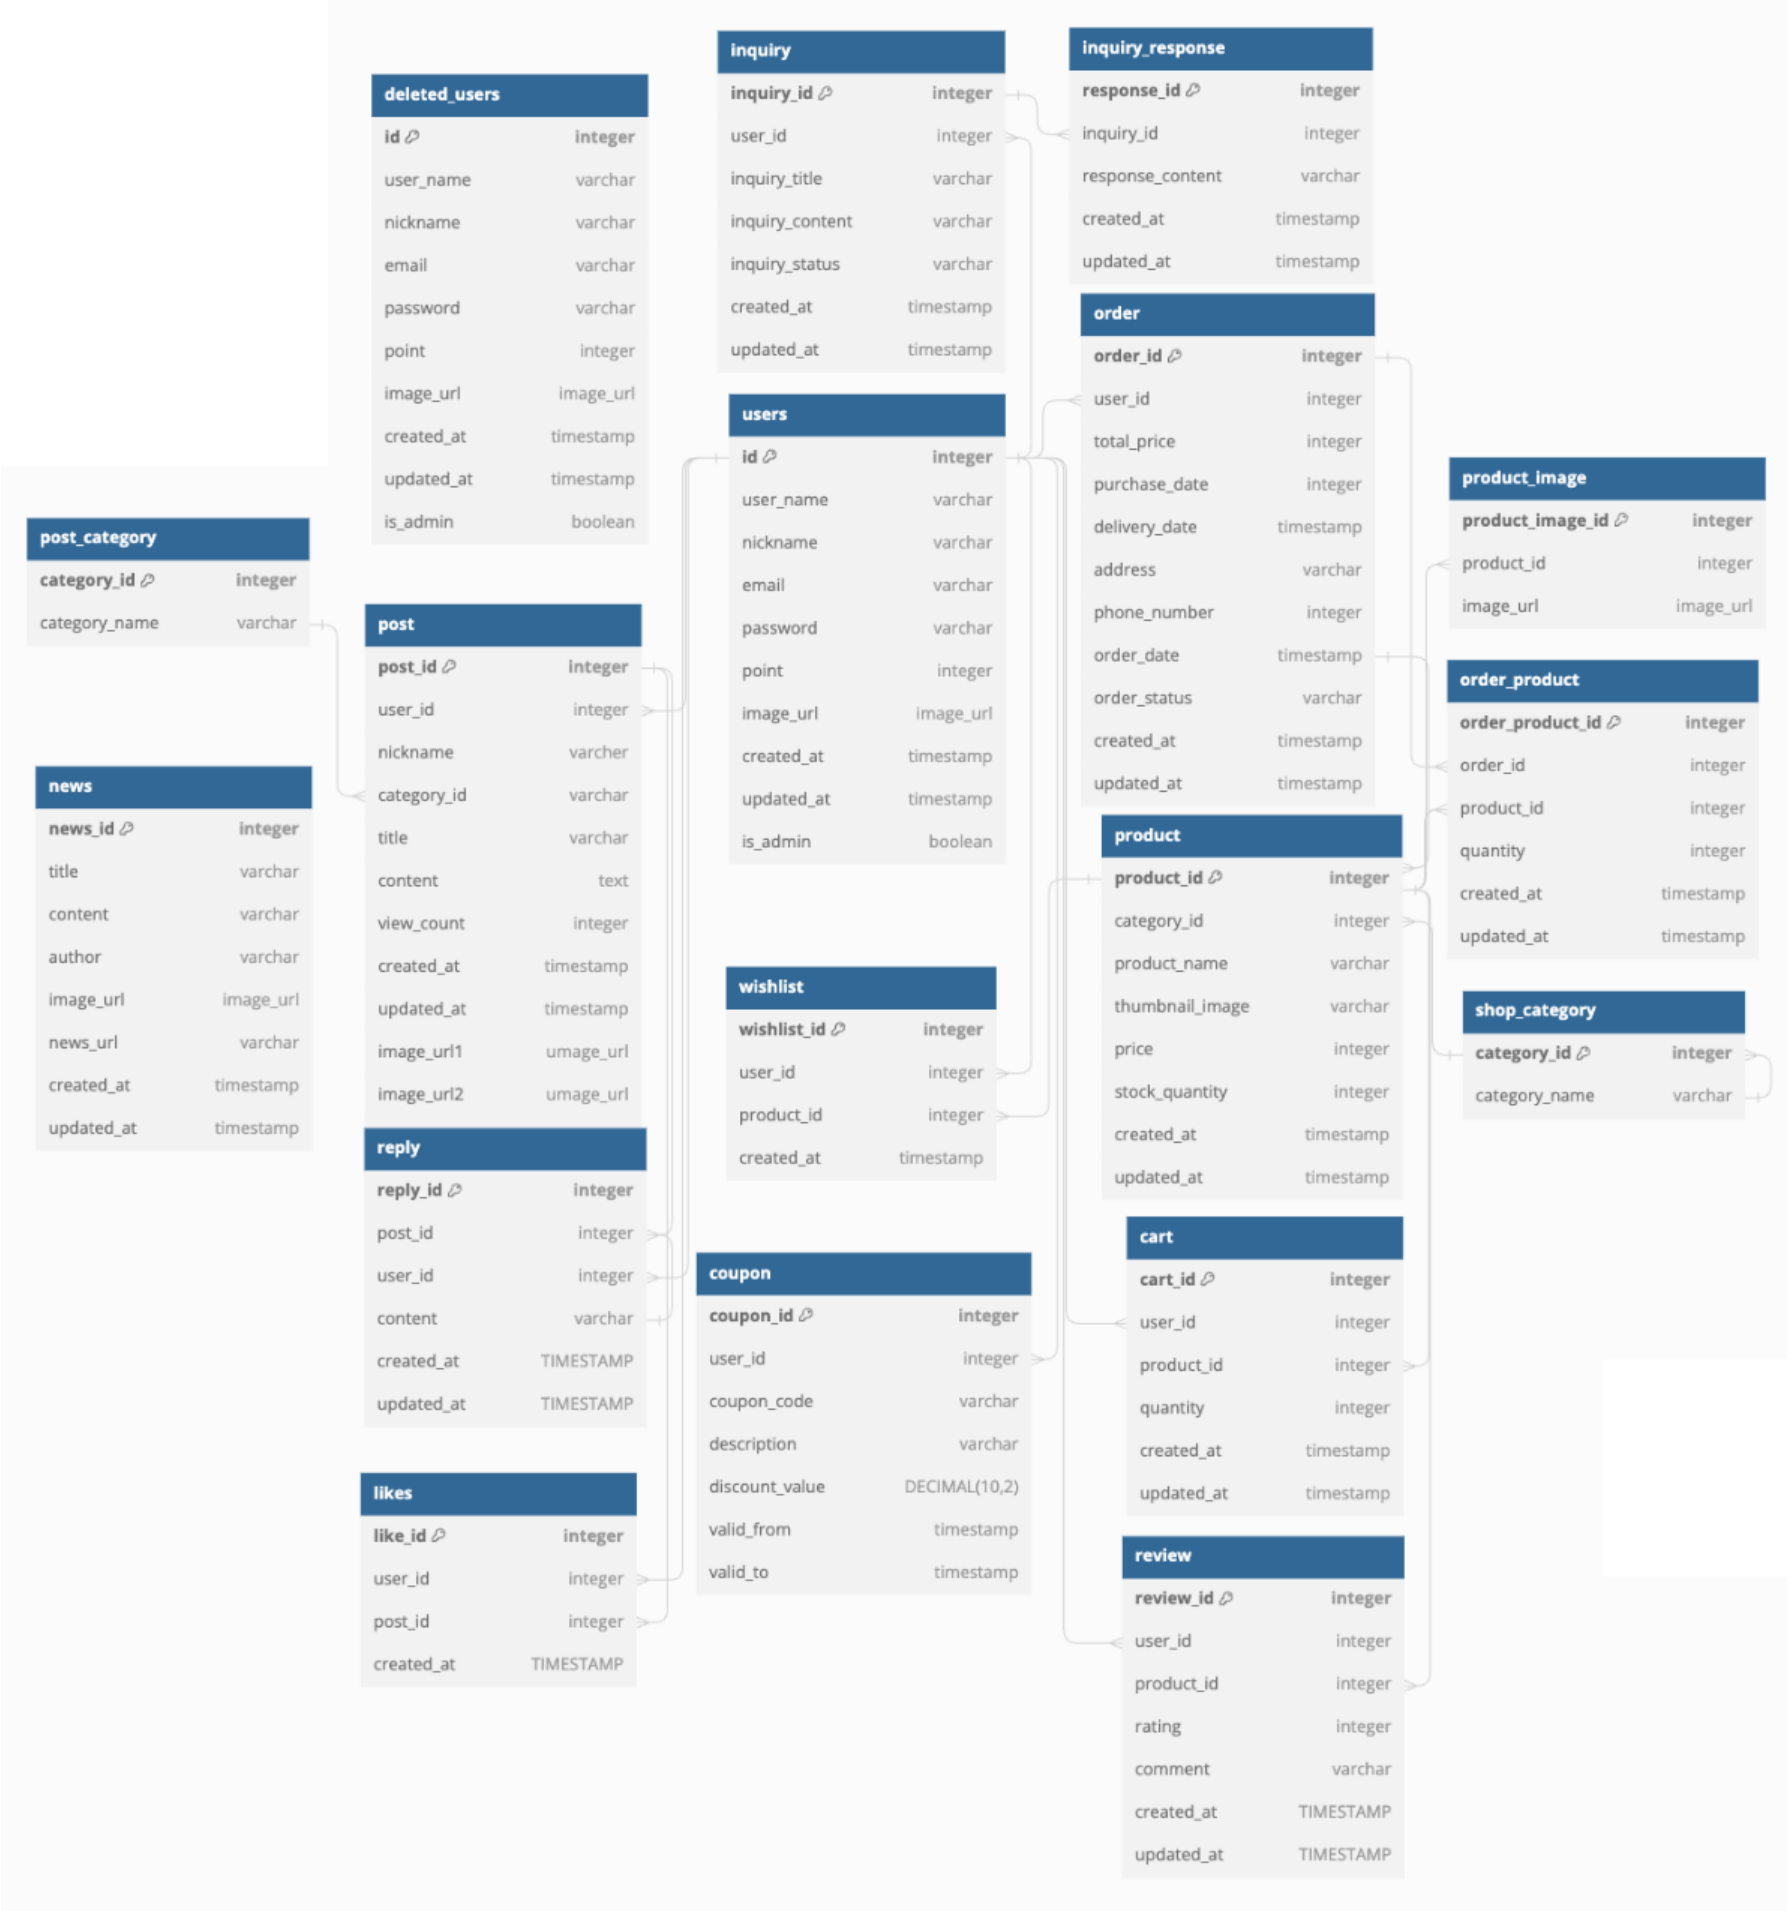 deleted_users
id integer
user_name varchar
nickname varchar
email varchar
password varchar
point integer
image_url image_url
created_at timestamp
updated_at timestamp
is_admin boolean
inquiry
inquiry_id integer
user_id integer
inquiry_title varchar
inquiry_content varchar
inquiry_status varchar
created_at timestamp
updated_at timestamp
inquiry_response
response_id integer
inquiry_id integer
response_content varchar
created_at timestamp
updated_at timestamp
order
order_id integer
user_id integer
total_price integer
purchase_date integer
delivery_date timestamp
address varchar
phone_number integer
order_date timestamp
order_status varchar
created_at timestamp
updated_at timestamp
users
id integer
user_name varchar
nickname varchar
email varchar
password varchar
point integer
image_url image_url
created_at timestamp
updated_at timestamp
is_admin boolean
product_image
product_image_id integer
product_id integer
image_url image_url
post_category
category_id integer
category_name varchar
post
post_id integer
user_id integer
nickname varcher
category_id varchar
title varchar
content text
view_count integer
created_at timestamp
updated_at timestamp
image_url1 umage_url
image_url2 umage_url
order_product
order_product_id integer
order_id integer
product_id integer
quantity integer
created_at timestamp
updated_at timestamp
news
news_id integer
title varchar
content varchar
author varchar
image_url image_url
news_url varchar
created_at timestamp
updated_at timestamp
product
product_id integer
category_id integer
product_name varchar
thumbnail_image varchar
price integer
stock_quantity integer
created_at timestamp
updated_at timestamp
wishlist
wishlist_id integer
user_id integer
product_id integer
created_at timestamp
shop_category
category_id integer
category_name varchar
reply
reply_id integer
post_id integer
user_id integer
content varchar
created_at TIMESTAMP
updated_at TIMESTAMP
coupon
coupon_id integer
user_id integer
coupon_code varchar
description varchar
discount_value DECIMAL(10,2)
valid_from timestamp
valid_to timestamp
cart
cart_id integer
user_id integer
product_id integer
quantity integer
created_at timestamp
updated_at timestamp
likes
like_id integer
user_id integer
post_id integer
created_at TIMESTAMP
review
review_id integer
user_id integer
product_id integer
rating integer
comment varchar
created_at TIMESTAMP
updated_at TIMESTAMP